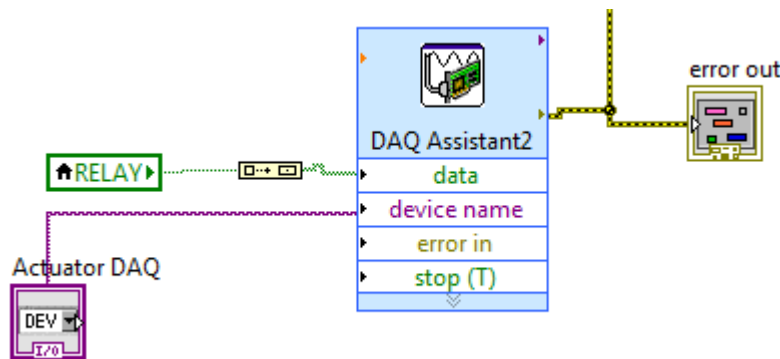 error out
DAQ Assistant2
RELAY
data
device name
error in
stop (T)
Actuator DAQ
DEV
I/O